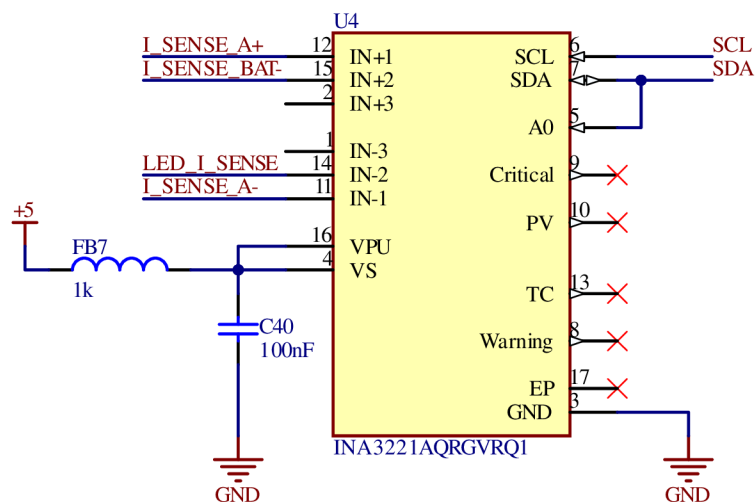 U4
I_SENSE_A+ 12 IN+1 SCL 6 SCL
I_SENSE_BAT- 15 IN+2 SDA 7 SDA
2 IN+3
A0 5
1 IN-3
LED_I_SENSE 14 IN-2 Critical 9
I_SENSE_A- 11 IN-1
PV 10
+5
16 VPU
FB7
4 VS
1k
TC 13
C40
100nF
Warning 8
EP 17
GND 3
INA3221AQRGVRQ1
GND
GND